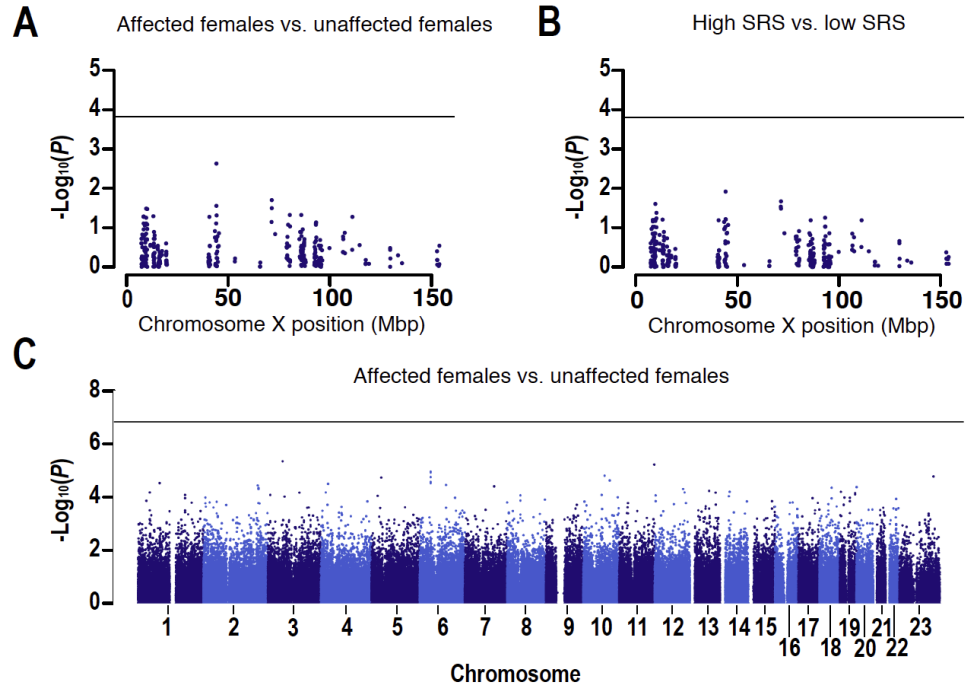 A
Affected females vs. unaffected females
5
4
3
2
1
0
-Log10(P)
0
50
100
150
Chromosome X position (Mbp)
B
High SRS vs. low SRS
5
4
3
2
1
0
-Log10(P)
0
50
100
150
Chromosome X position (Mbp)
C
Affected females vs. unaffected females
8
6
4
2
0
-Log10(P)
1 2 3 4 5 6 7 8 9 10 11 12 13 14 15 16 17 18 19 20 21 22 23
Chromosome